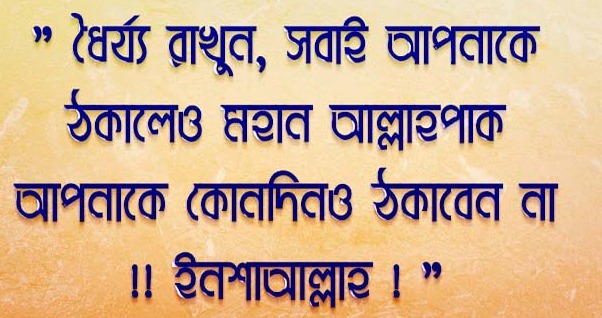 ” ধৈর্য্য রাখুন, সবাই আপনাকে
ঠকালেও মহান আল্লাহপাক
আপনাকে কোনদিনও ঠকাবেন না
!! ইনশাআল্লাহ ! ”